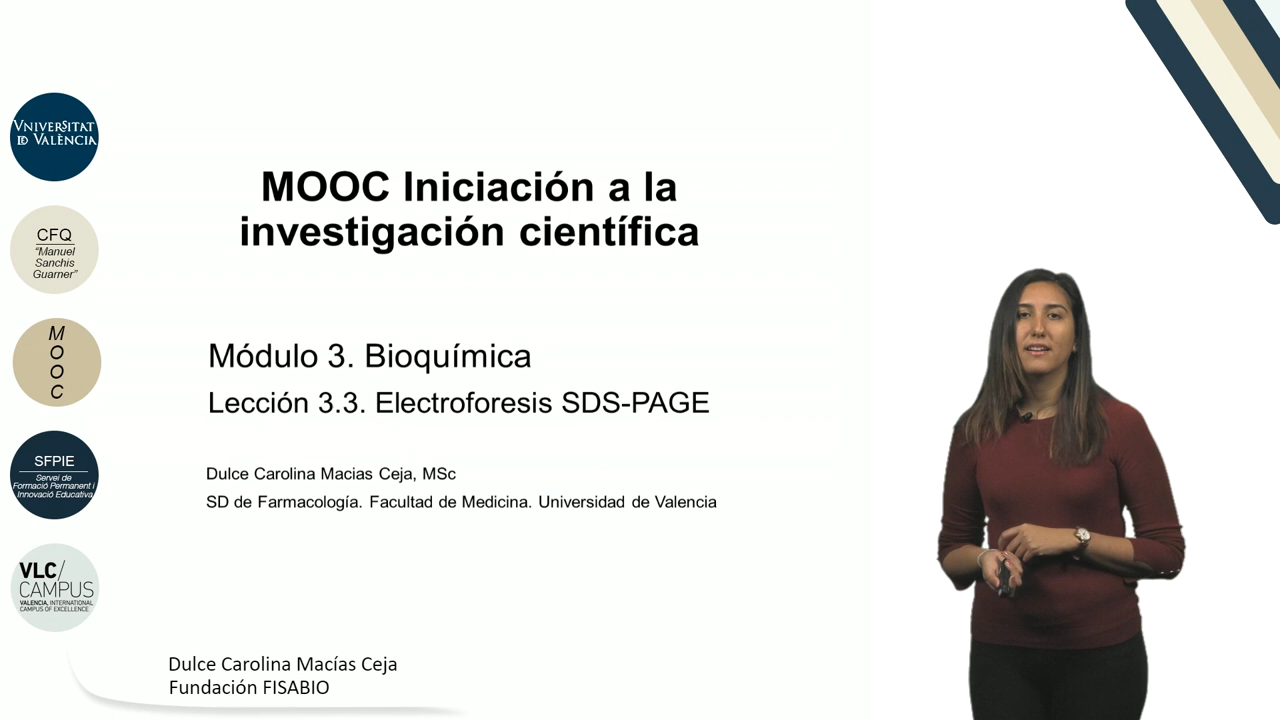 VNIVERSITAT
ID VALÈNCIA
CFQ
“Manuel
Sanchis
Guarner”
M
O
O
C
SFPIE
Servei de
Formació Permanent i
Innovació Educativa
VLC/
CAMPUS
VALENCIA, INTERNATIONAL
CAMPUS OF EXCELLENCE
MOOC Iniciación a la
investigación científica
Módulo 3. Bioquímica
Lección 3.3. Electroforesis SDS-PAGE
Dulce Carolina Macias Ceja, MSc
SD de Farmacología. Facultad de Medicina. Universidad de Valencia
Dulce Carolina Macías Ceja
Fundación FISABIO